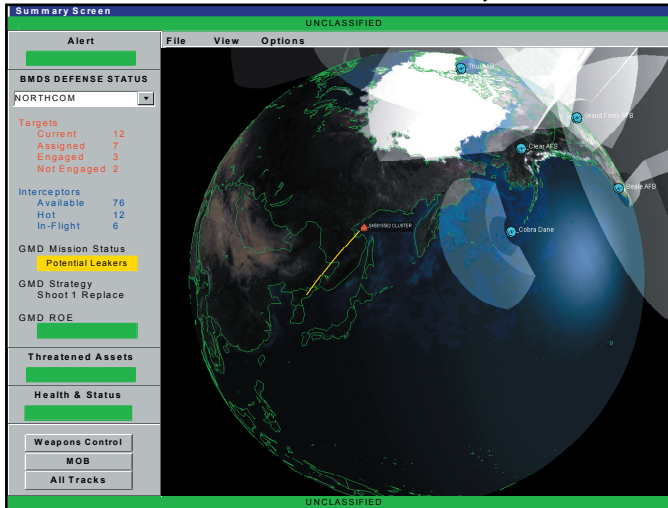 Summary Screen
UNCLASSIFIED
Alert
File View Options
BMDS DEFENSE STATUS
NORTHCOM
Targets
Current 12
Assigned 7
Engaged 3
Not Engaged 2
Interceptors
Available 76
Hot 12
In-Flight 6
GMD Mission Status
Potential Leakers
GMD Strategy
Shoot 1 Replace
GMD ROE
Threatened Assets
Health & Status
Weapons Control
MOB
All Tracks
Thule AB
Grand Forks AFB
Clear AFS
Beale AFB
Cobra Dane
CLUSTER
UNCLASSIFIED